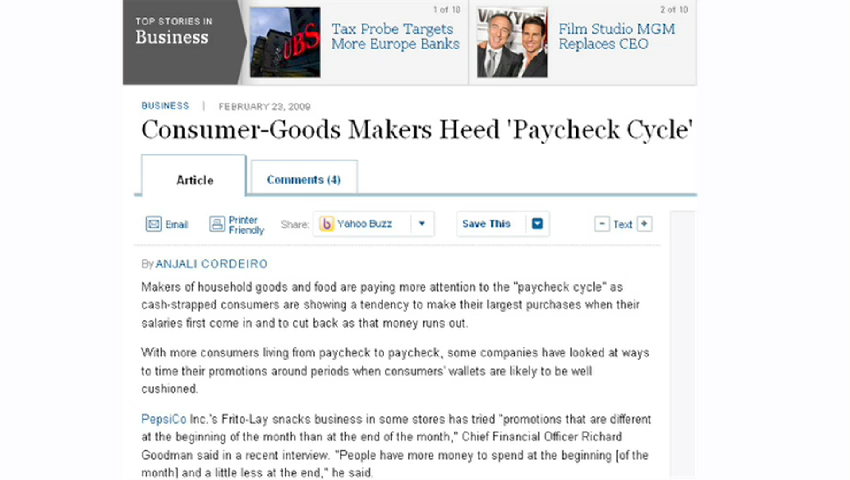 TOP STORIES IN
Business
1 of 10
UBS
Tax Probe Targets
More Europe Banks
2 of 10
VALKYRIE
Film Studio MGM
Replaces CEO
BUSINESS | FEBRUARY 23, 2009
Consumer-Goods Makers Heed 'Paycheck Cycle'
Article
Comments (4)
Email
Printer
Friendly
Share:
Yahoo Buzz
Save This
- Text +
By ANJALI CORDEIRO
Makers of household goods and food are paying more attention to the "paycheck cycle" as
cash-strapped consumers are showing a tendency to make their largest purchases when their
salaries first come in and to cut back as that money runs out.
With more consumers living from paycheck to paycheck, some companies have looked at ways
to time their promotions around periods when consumers' wallets are likely to be well
cushioned.
PepsiCo Inc.'s Frito-Lay snacks business in some stores has tried "promotions that are different
at the beginning of the month than at the end of the month," Chief Financial Officer Richard
Goodman said in a recent interview. "People have more money to spend at the beginning [of the
month] and a little less at the end," he said.